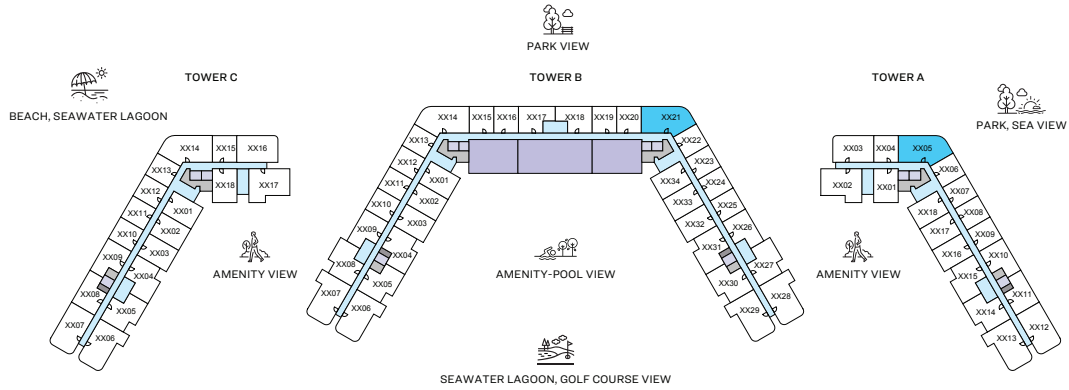 PARK VIEW
TOWER C
TOWER B
TOWER A
BEACH, SEAWATER LAGOON
PARK, SEA VIEW
XX14
XX15
XX16
XX13
XX12
XX11
XX10
XX09
XX08
XX07
XX06
XX05
XX04
XX03
XX02
XX01
XX18
XX17
AMENITY VIEW
XX14
XX15
XX16
XX17
XX18
XX19
XX20
XX21
XX13
XX12
XX11
XX10
XX09
XX08
XX07
XX06
XX05
XX04
XX03
XX02
XX01
XX22
XX23
XX24
XX25
XX26
XX27
XX28
XX29
XX30
XX31
XX32
XX33
XX34
AMENITY-POOL VIEW
XX03
XX04
XX05
XX02
XX01
XX06
XX07
XX08
XX09
XX10
XX11
XX12
XX13
XX14
XX15
XX16
XX17
XX18
AMENITY VIEW
SEAWATER LAGOON, GOLF COURSE VIEW